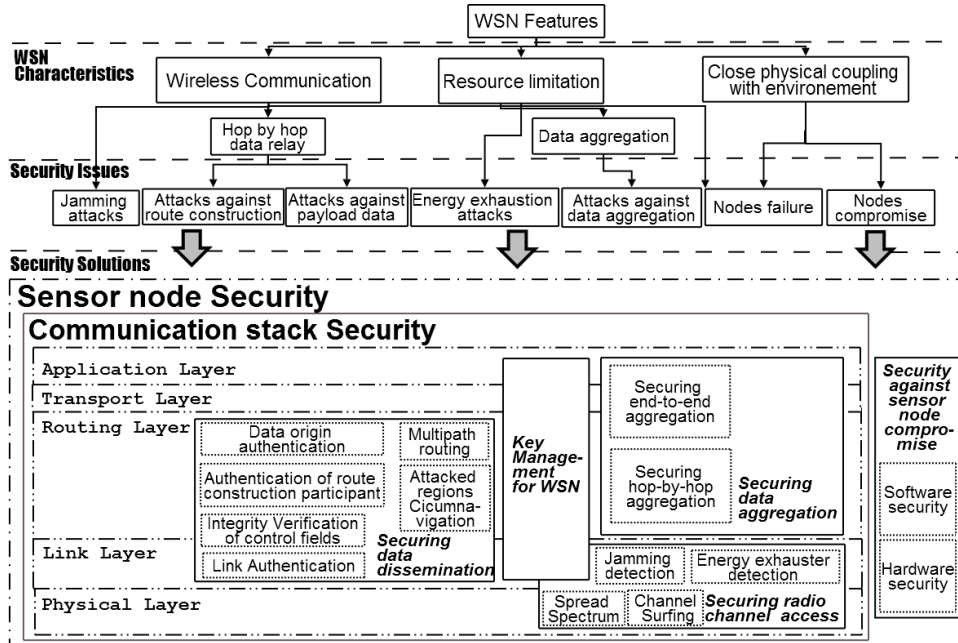 WSN Features
WSN
Characteristics
Wireless Communication
Resource limitation
Close physical coupling
with environement
Hop by hop
data relay
Data aggregation
Security Issues
Jamming
attacks
Attacks against
route construction
Attacks against
payload data
Energy exhaustion
attacks
Attacks against
data aggregation
Nodes failure
Nodes
compromise
Security Solutions
Sensor node Security
Communication stack Security
Application Layer
Transport Layer
Routing Layer
Link Layer
Physical Layer
Data origin
authentication
Multipath
routing
Authentication of route
construction participant
Attacked
regions
Cicumna-
vigation
Integrity Verification
of control fields
Link Authentication
Securing
data
dissemination
Key
Manage-
ment
for WSN
Securing
end-to-end
aggregation
Securing
hop-by-hop
aggregation
Securing
data
aggregation
Jamming
detection
Energy exhauster
detection
Spread
Spectrum
Channel
Surfing
Securing radio
channel access
Security
against
sensor
node
compro-
mise
Software
security
Hardware
security